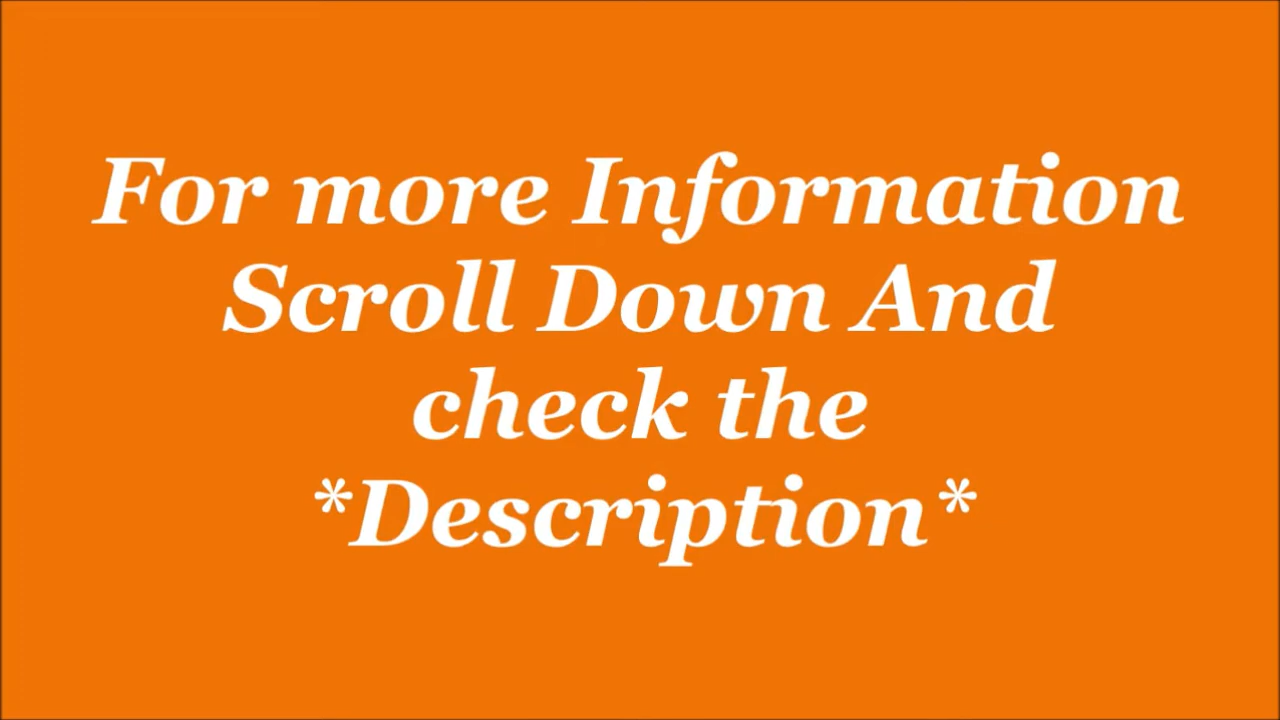 For more Information
Scroll Down And
check the
*Description*